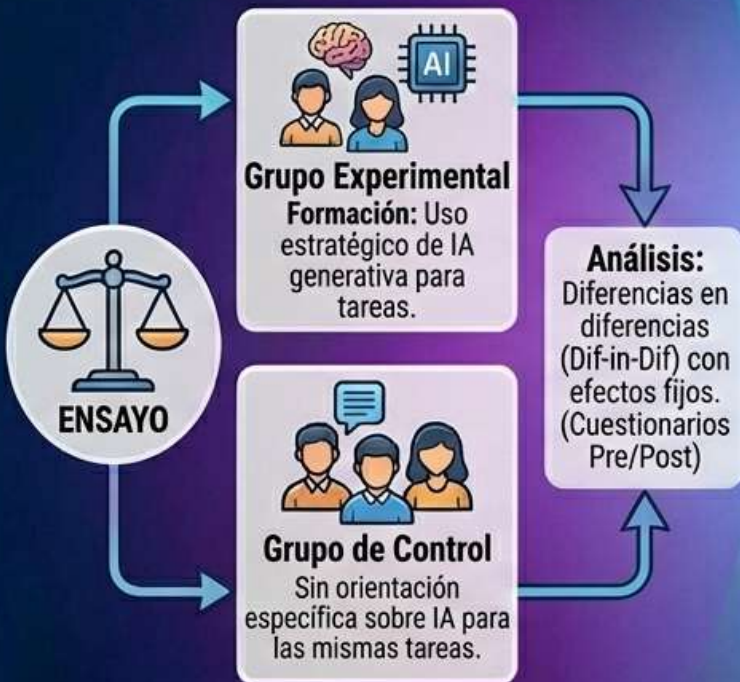 AI
Grupo Experimental
Formación: Uso
estratégico de IA
generativa para
tareas.
ENSAYO
Análisis:
Diferencias en
diferencias
(Dif-in-Dif) con
efectos fijos.
(Cuestionarios
Pre/Post)
Grupo de Control
Sin orientación
específica sobre IA para
las mismas tareas.